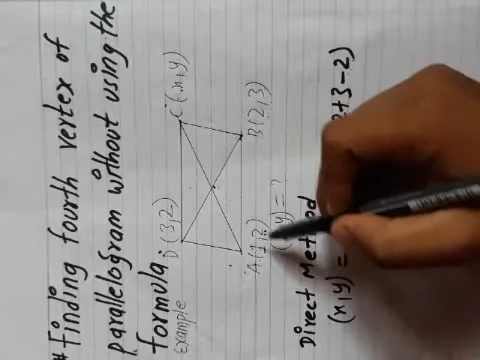 # Finding fourth vertex of
parallelogram without using the
formula.
example
D(3,2)
C(x,y)
A(1,2)
B(2,3)
y)=?
Direct Method
(x,y) =
2+3-2)